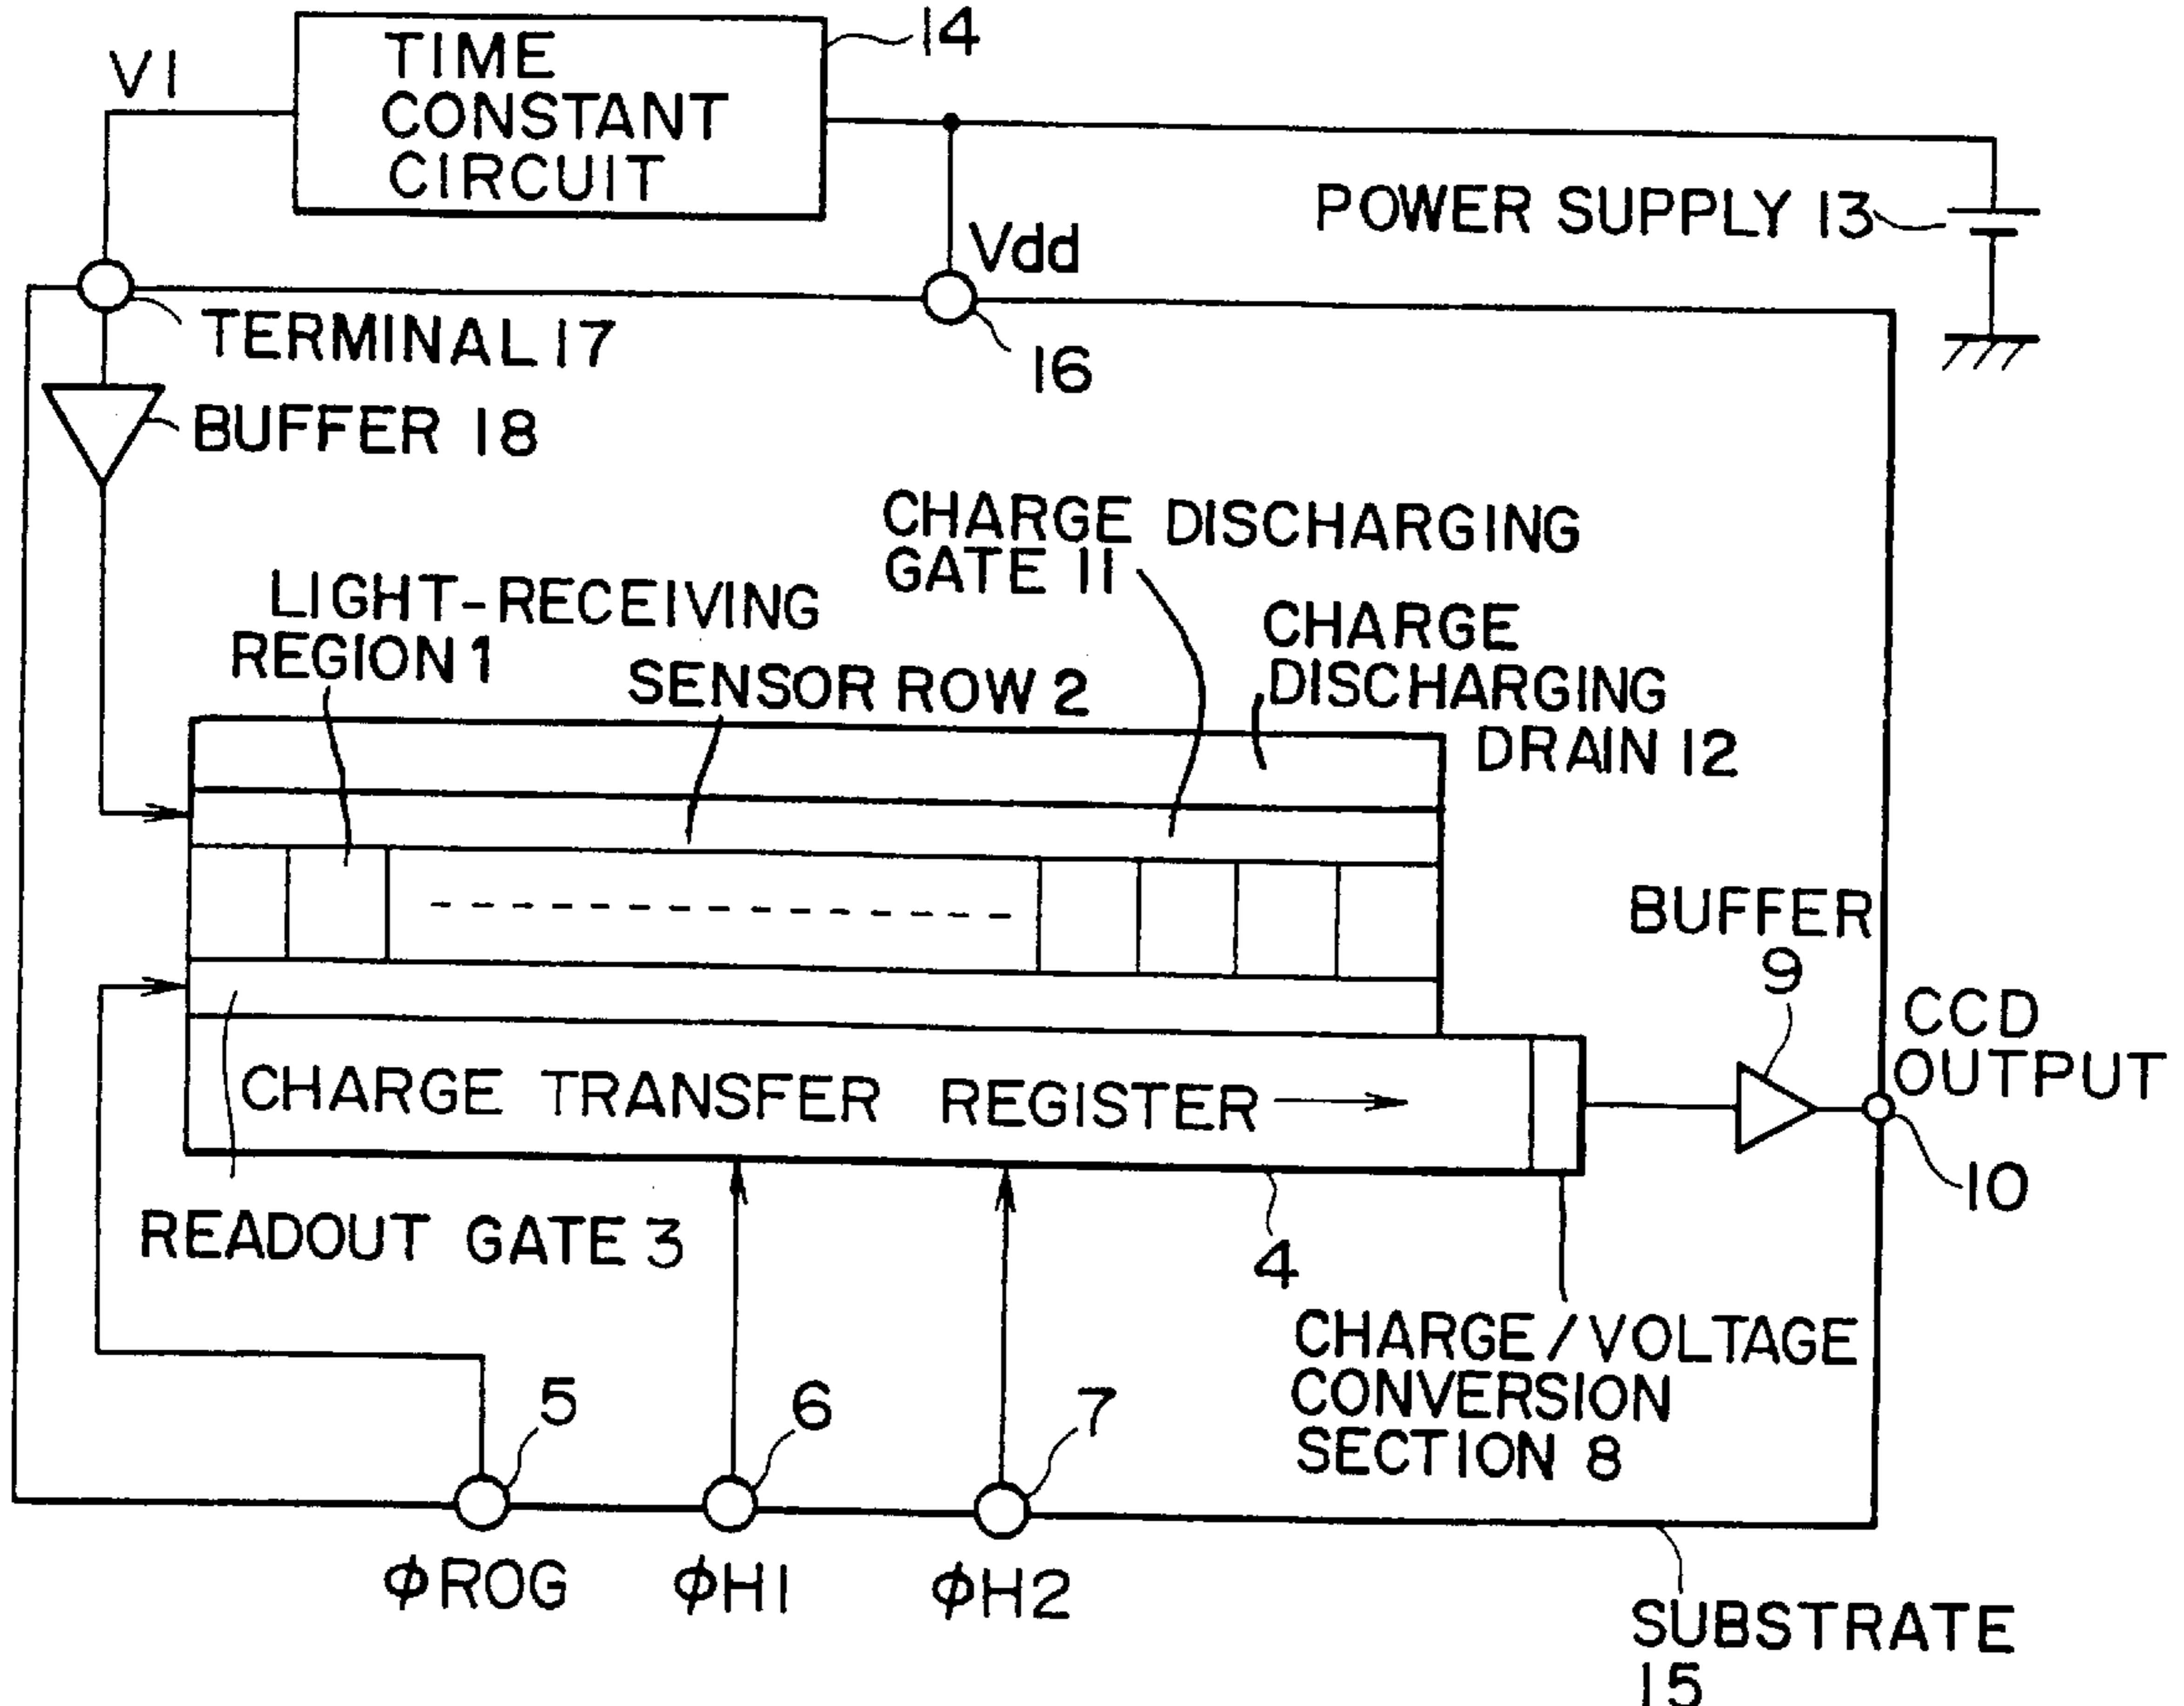 14
TIME
CONSTANT
CIRCUIT
V1
POWER SUPPLY 13
Vdd
TERMINAL 17
16
BUFFER 18
CHARGE DISCHARGING
GATE 11
LIGHT-RECEIVING
REGION 1
SENSOR ROW 2
CHARGE
DISCHARGING
DRAIN 12
BUFFER
9
CCD
OUTPUT
CHARGE TRANSFER REGISTER
10
READOUT GATE 3
4
CHARGE/VOLTAGE
CONVERSION
SECTION 8
5
6
7
ϕROG
ϕH1
ϕH2
SUBSTRATE
15